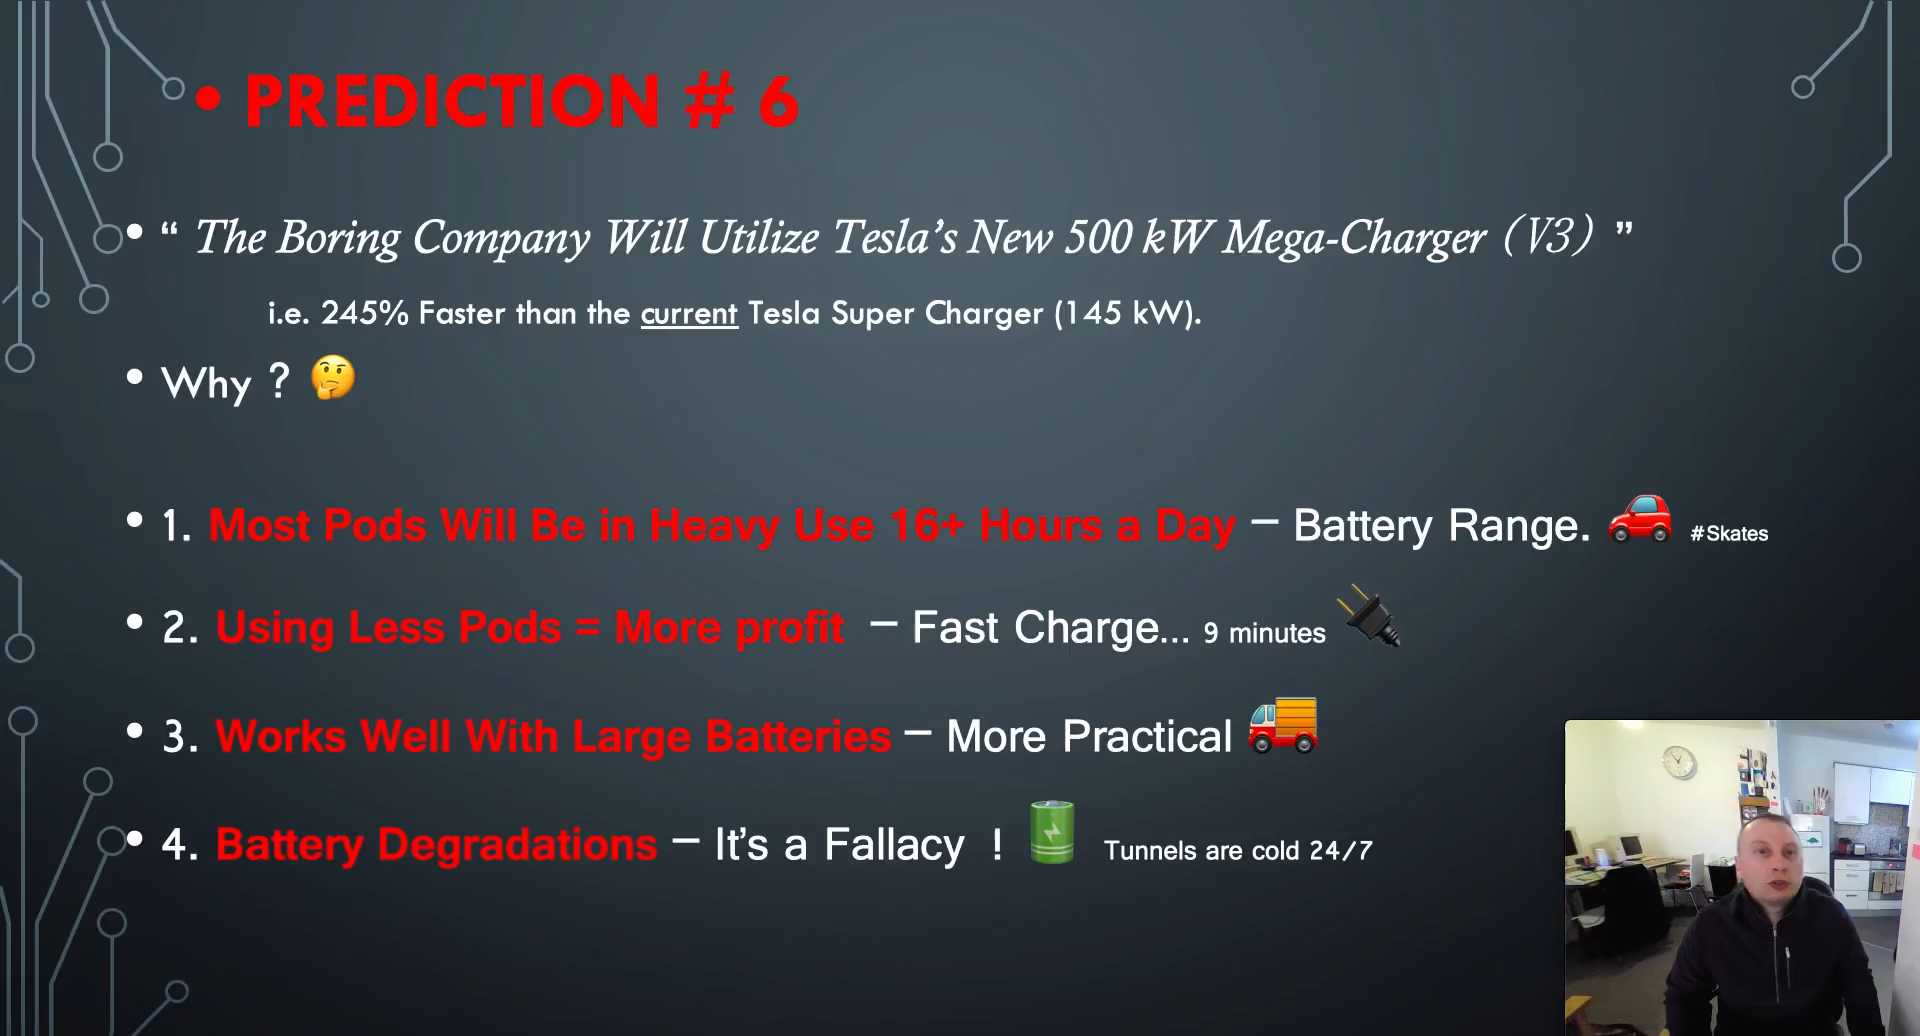 • PREDICTION # 6
• “ The Boring Company Will Utilize Tesla’s New 500 kW Mega-Charger (V3) ”
i.e. 245% Faster than the current Tesla Super Charger (145 kW).
• Why ? 🤔
• 1. Most Pods Will Be in Heavy Use 16+ Hours a Day – Battery Range. 🚗 #Skates
• 2. Using Less Pods = More profit – Fast Charge... 9 minutes 🔌
• 3. Works Well With Large Batteries – More Practical 🚚
• 4. Battery Degradations – It’s a Fallacy ! 🔋 Tunnels are cold 24/7